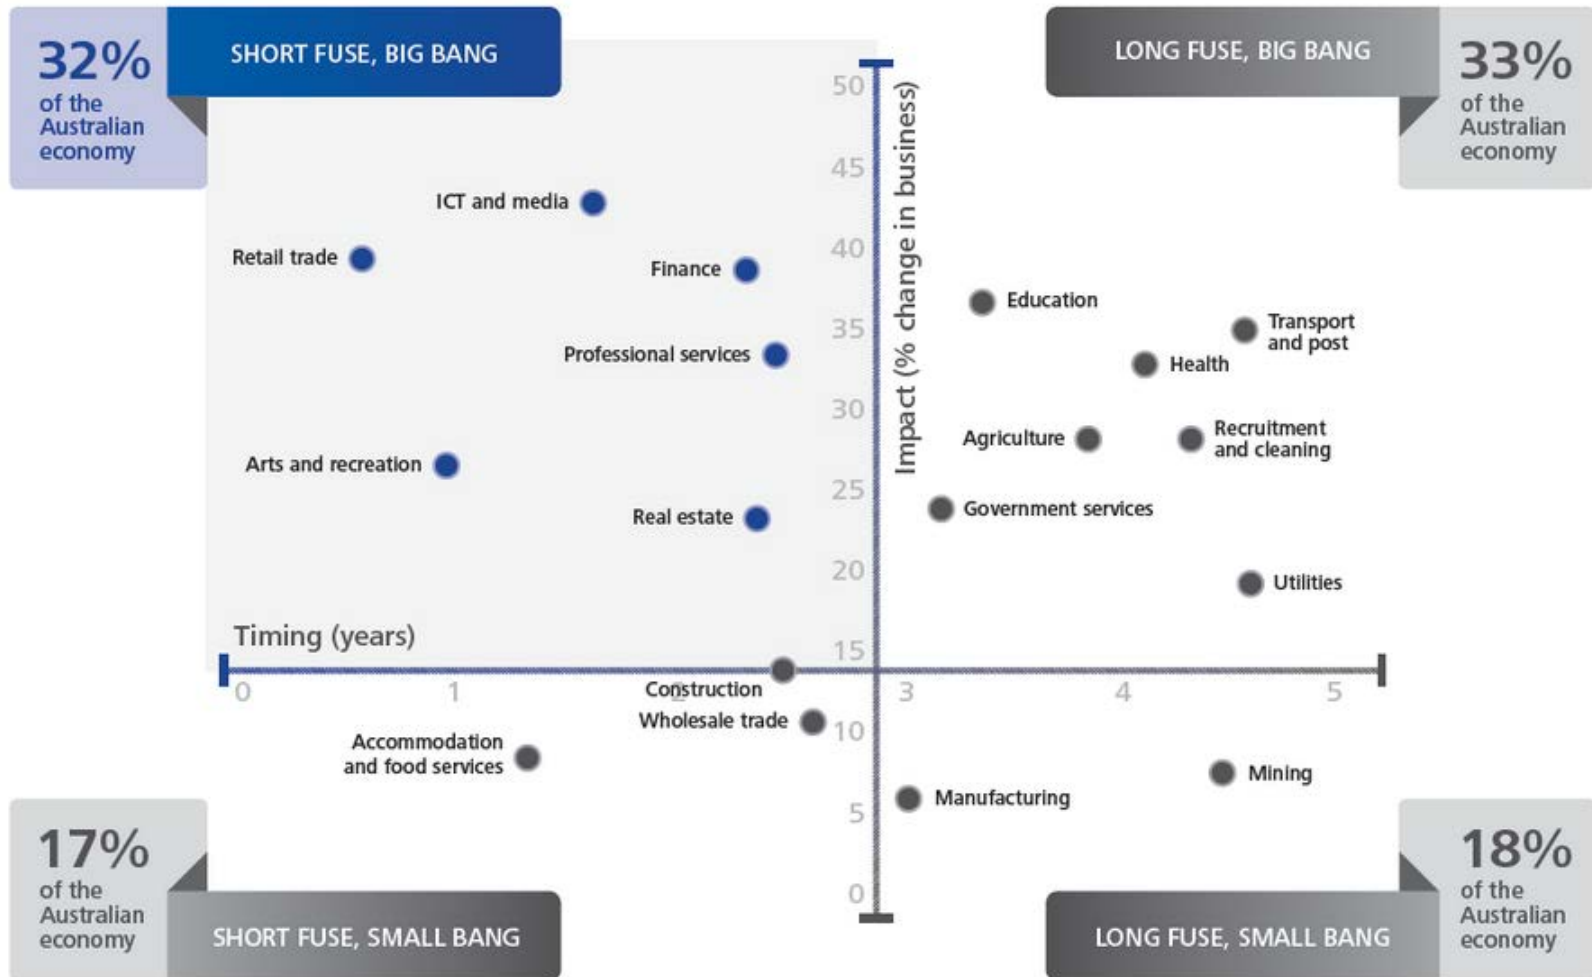 32%
of the
Australian
economy
SHORT FUSE, BIG BANG
LONG FUSE, BIG BANG
33%
of the
Australian
economy
Impact (% change in business)
50
45
40
35
30
25
20
15
10
5
0
ICT and media
Retail trade
Finance
Professional services
Arts and recreation
Real estate
Education
Transport
and post
Health
Agriculture
Recruitment
and cleaning
Government services
Utilities
Timing (years)
0
1
2
3
4
5
Construction
Wholesale trade
Accommodation
and food services
Manufacturing
Mining
17%
of the
Australian
economy
SHORT FUSE, SMALL BANG
LONG FUSE, SMALL BANG
18%
of the
Australian
economy